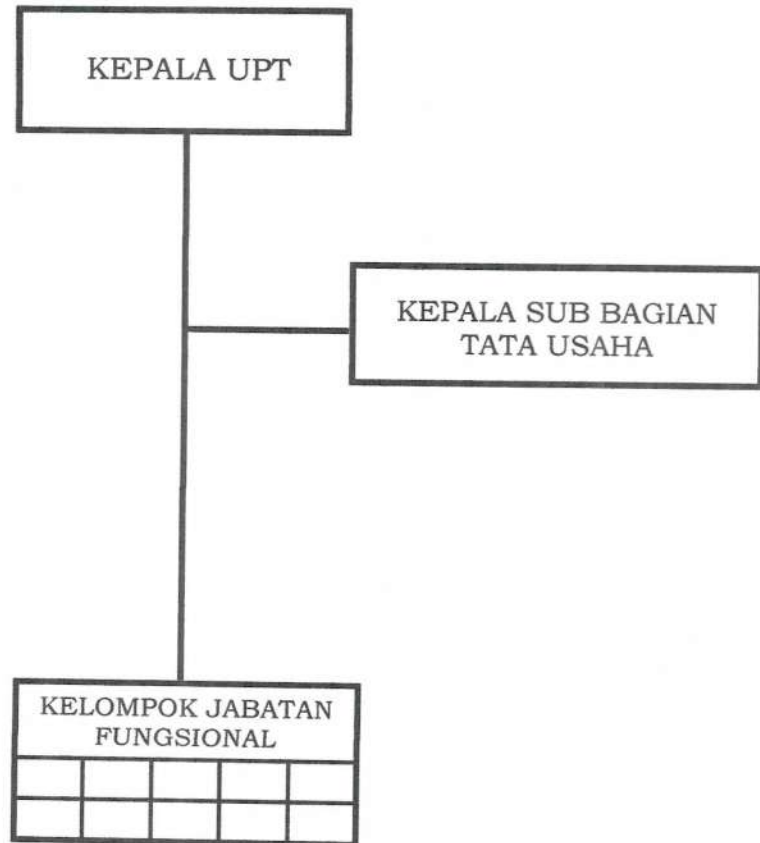 KEPALA UPT
KEPALA SUB BAGIAN
TATA USAHA
KELOMPOK JABATAN
FUNGSIONAL